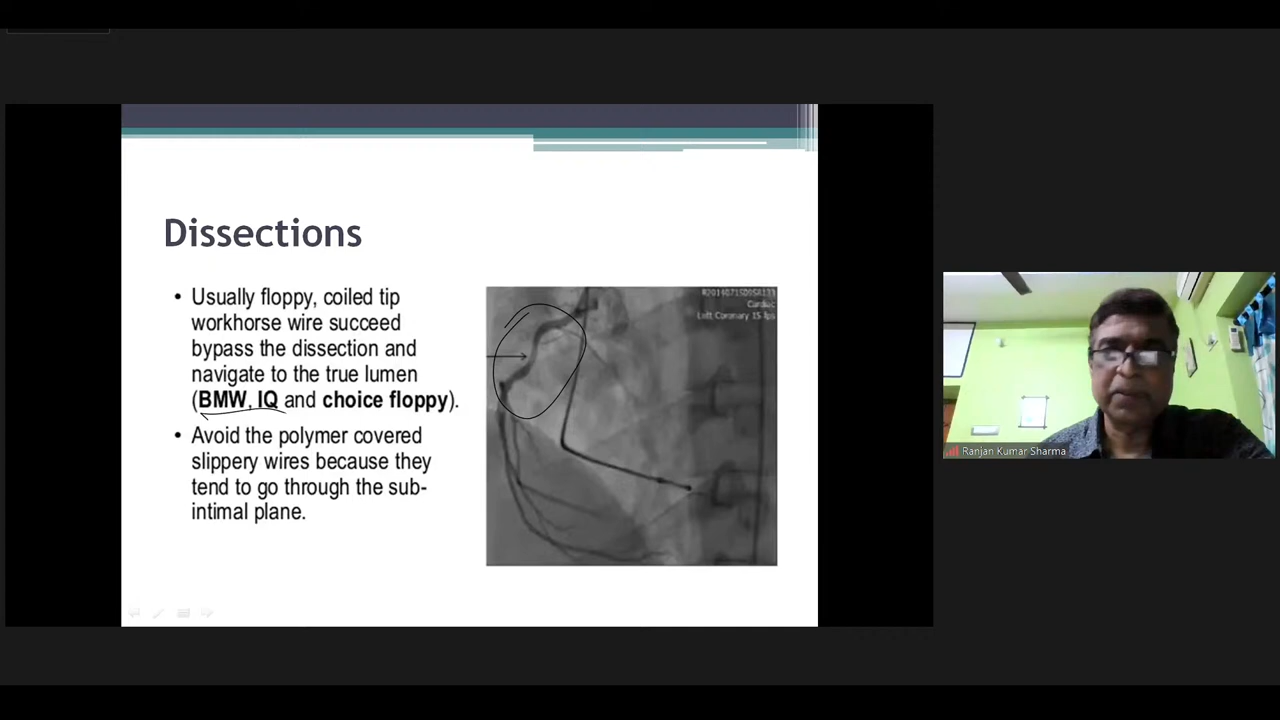 Dissections
• Usually floppy, coiled tip
workhorse wire succeed
bypass the dissection and
navigate to the true lumen
(BMW, IQ and choice floppy).
• Avoid the polymer covered
slippery wires because they
tend to go through the sub-
intimal plane.
Cardiac
Left Coronary 15 fps
Ranjan Kumar Sharma